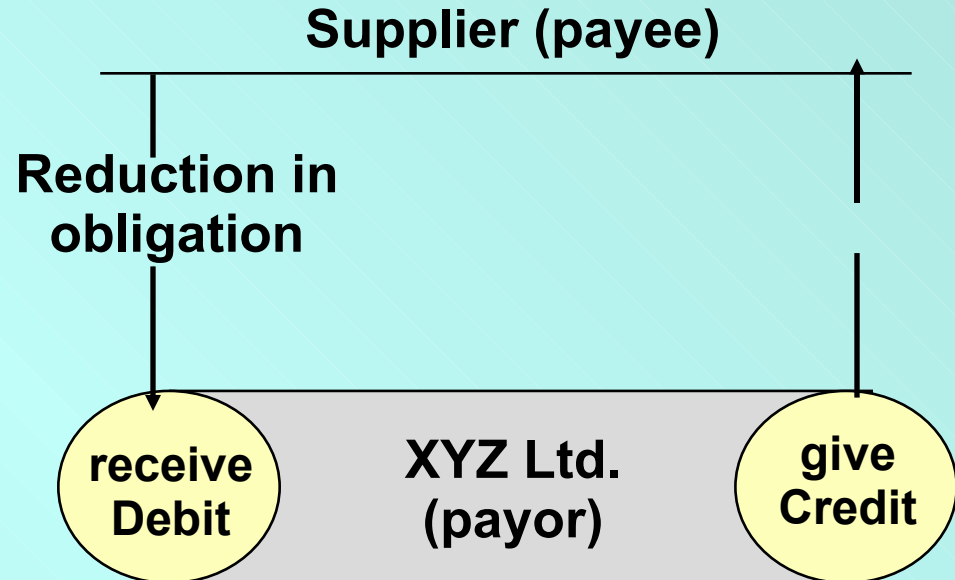 Supplier (payee)
Reduction in
obligation
receive
Debit
XYZ Ltd.
(payor)
give
Credit